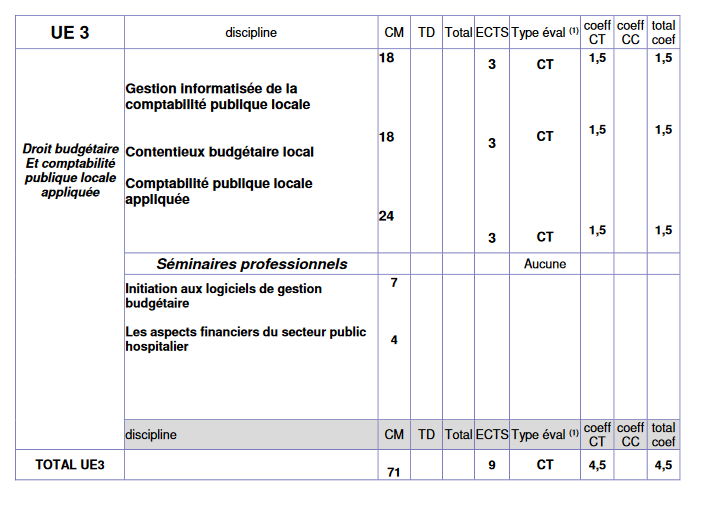 UE 3 discipline CM TD Total ECTS Type éval (1) coeff CT coeff CC total coef
18 3 CT 1,5 1,5
Gestion informatisée de la
comptabilité publique locale
Droit budgétaire
Et comptabilité
publique locale
appliquée
18 3 CT 1,5 1,5
Contentieux budgétaire local
Comptabilité publique locale
appliquée
24 3 CT 1,5 1,5
Séminaires professionnels Aucune
Initiation aux logiciels de gestion
budgétaire
7
Les aspects financiers du secteur public
hospitalier
4
discipline CM TD Total ECTS Type éval (1) coeff CT coeff CC total coef
TOTAL UE3 71 9 CT 4,5 4,5